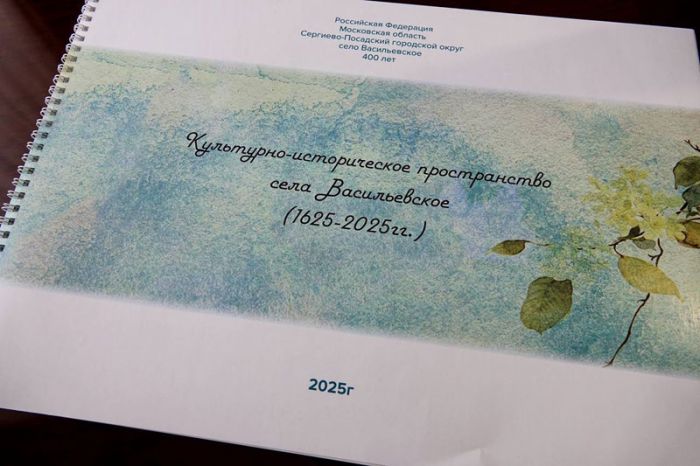 Российская Федерация
Московская область
Сергиево-Посадский городской округ
село Васильевское
400 лет
Культурно-историческое пространство
села Васильевское
(1625-2025гг.)
2025г